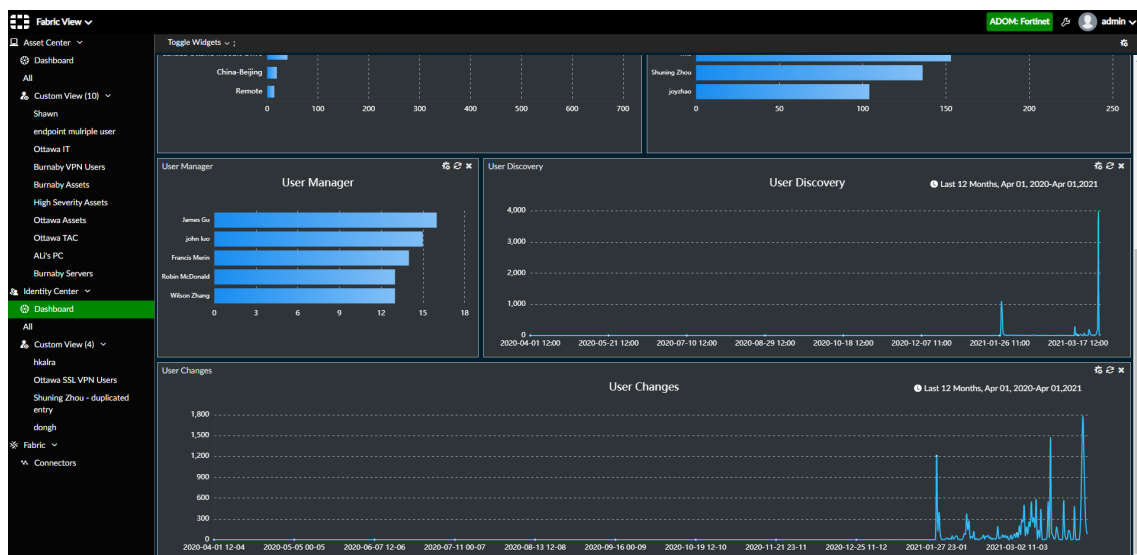 Fabric View
ADOM: Fortinet
admin
Asset Center
Dashboard
All
Custom View (10)
Shawn
endpoint mulriple user
Ottawa IT
Burnaby VPN Users
Burnaby Assets
High Severity Assets
Ottawa Assets
Ottawa TAC
ALi's PC
Burnaby Servers
Identity Center
Dashboard
All
Custom View (4)
hkalra
Ottawa SSL VPN Users
Shuning Zhou - duplicated
entry
dongh
Fabric
Connectors
Toggle Widgets
China-Beijing
Remote
0 100 200 300 400 500 600 700
Shuning Zhou
joyzhao
0 50 100 150 200 250
User Manager
User Manager
James Gu
john luo
Francis Merin
Robin McDonald
Wilson Zhang
0 3 6 9 12 15 18
User Discovery
User Discovery
Last 12 Months, Apr 01, 2020-Apr 01,2021
4,000
3,000
2,000
1,000
0
2020-04-01 12:00 2020-05-21 12:00 2020-07-10 12:00 2020-08-29 12:00 2020-10-18 12:00 2020-12-07 11:00 2021-01-26 11:00 2021-03-17 12:00
User Changes
User Changes
Last 12 Months, Apr 01, 2020-Apr 01,2021
1,800
1,500
1,200
900
600
300
0
2020-04-01 12-04 2020-05-05 00-05 2020-06-07 12-06 2020-07-11 00-07 2020-08-13 12-08 2020-09-16 00-09 2020-10-19 12-10 2020-11-21 23-11 2020-12-25 11-12 2021-01-27 23-01 2021-03-02 11-03